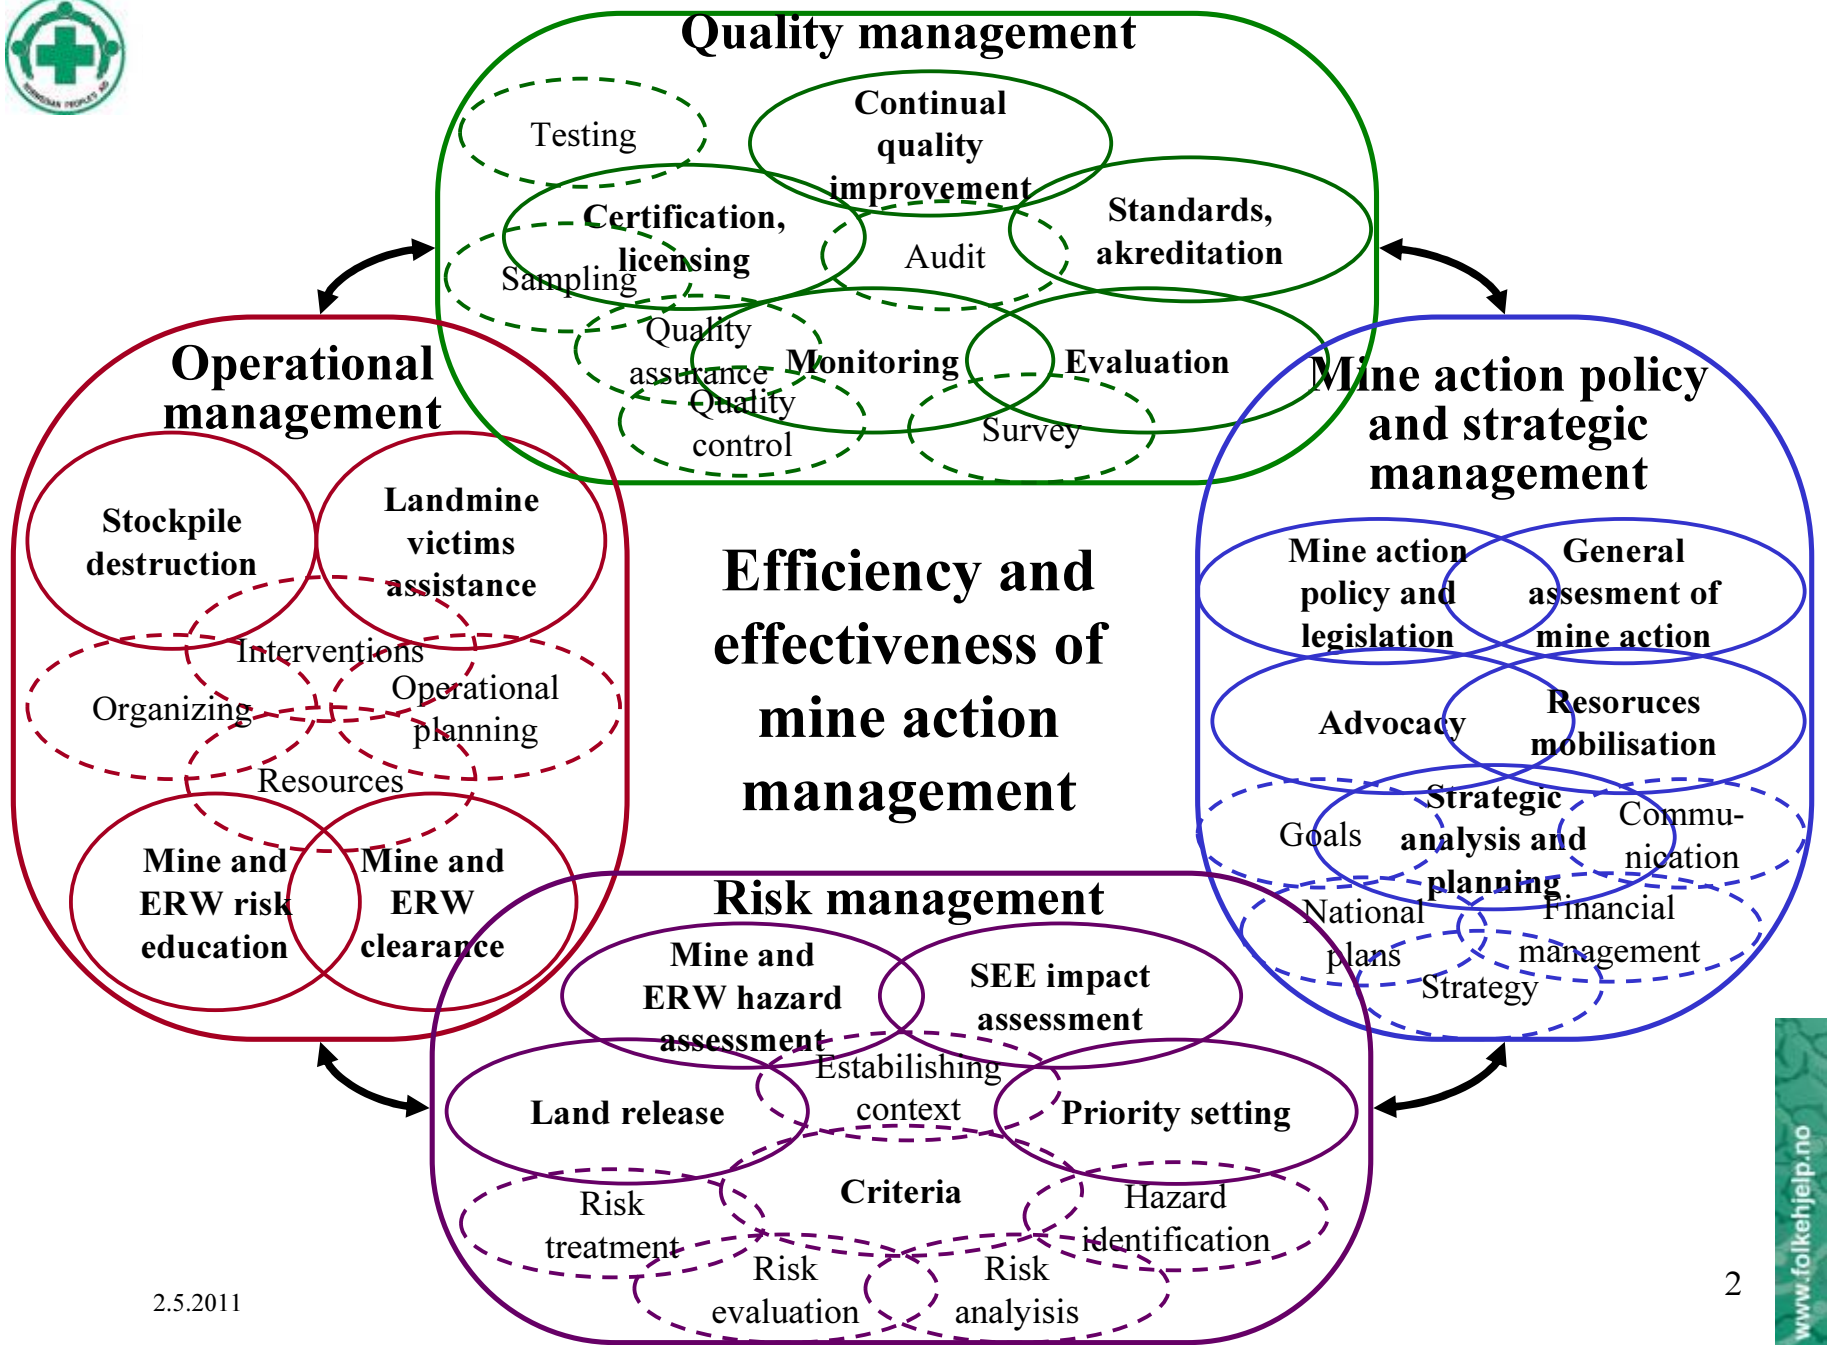 NORWEGIAN PEOPLE'S AID
Quality management
Testing
Continual
quality
improvement
Certification,
licensing
Standards,
akreditation
Audit
Sampling
Quality
assurance
Monitoring
Evaluation
Quality
control
Survey
Operational
management
Stockpile
destruction
Landmine
victims
assistance
Interventions
Organizing
Operational
planning
Resources
Mine and
ERW risk
education
Mine and
ERW
clearance
Efficiency and
effectiveness of
mine action
management
Mine action policy
and strategic
management
Mine action
policy and
legislation
General
assesment of
mine action
Advocacy
Resoruces
mobilisation
Goals
Strategic
analysis and
planning
Commu-
nication
National
plans
Financial
management
Strategy
Risk management
Mine and
ERW hazard
assessment
SEE impact
assessment
Estabilishing
context
Land release
Priority setting
Criteria
Risk
treatment
Hazard
identification
Risk
evaluation
Risk
analyisis
2.5.2011
2
www.folkehjelp.no